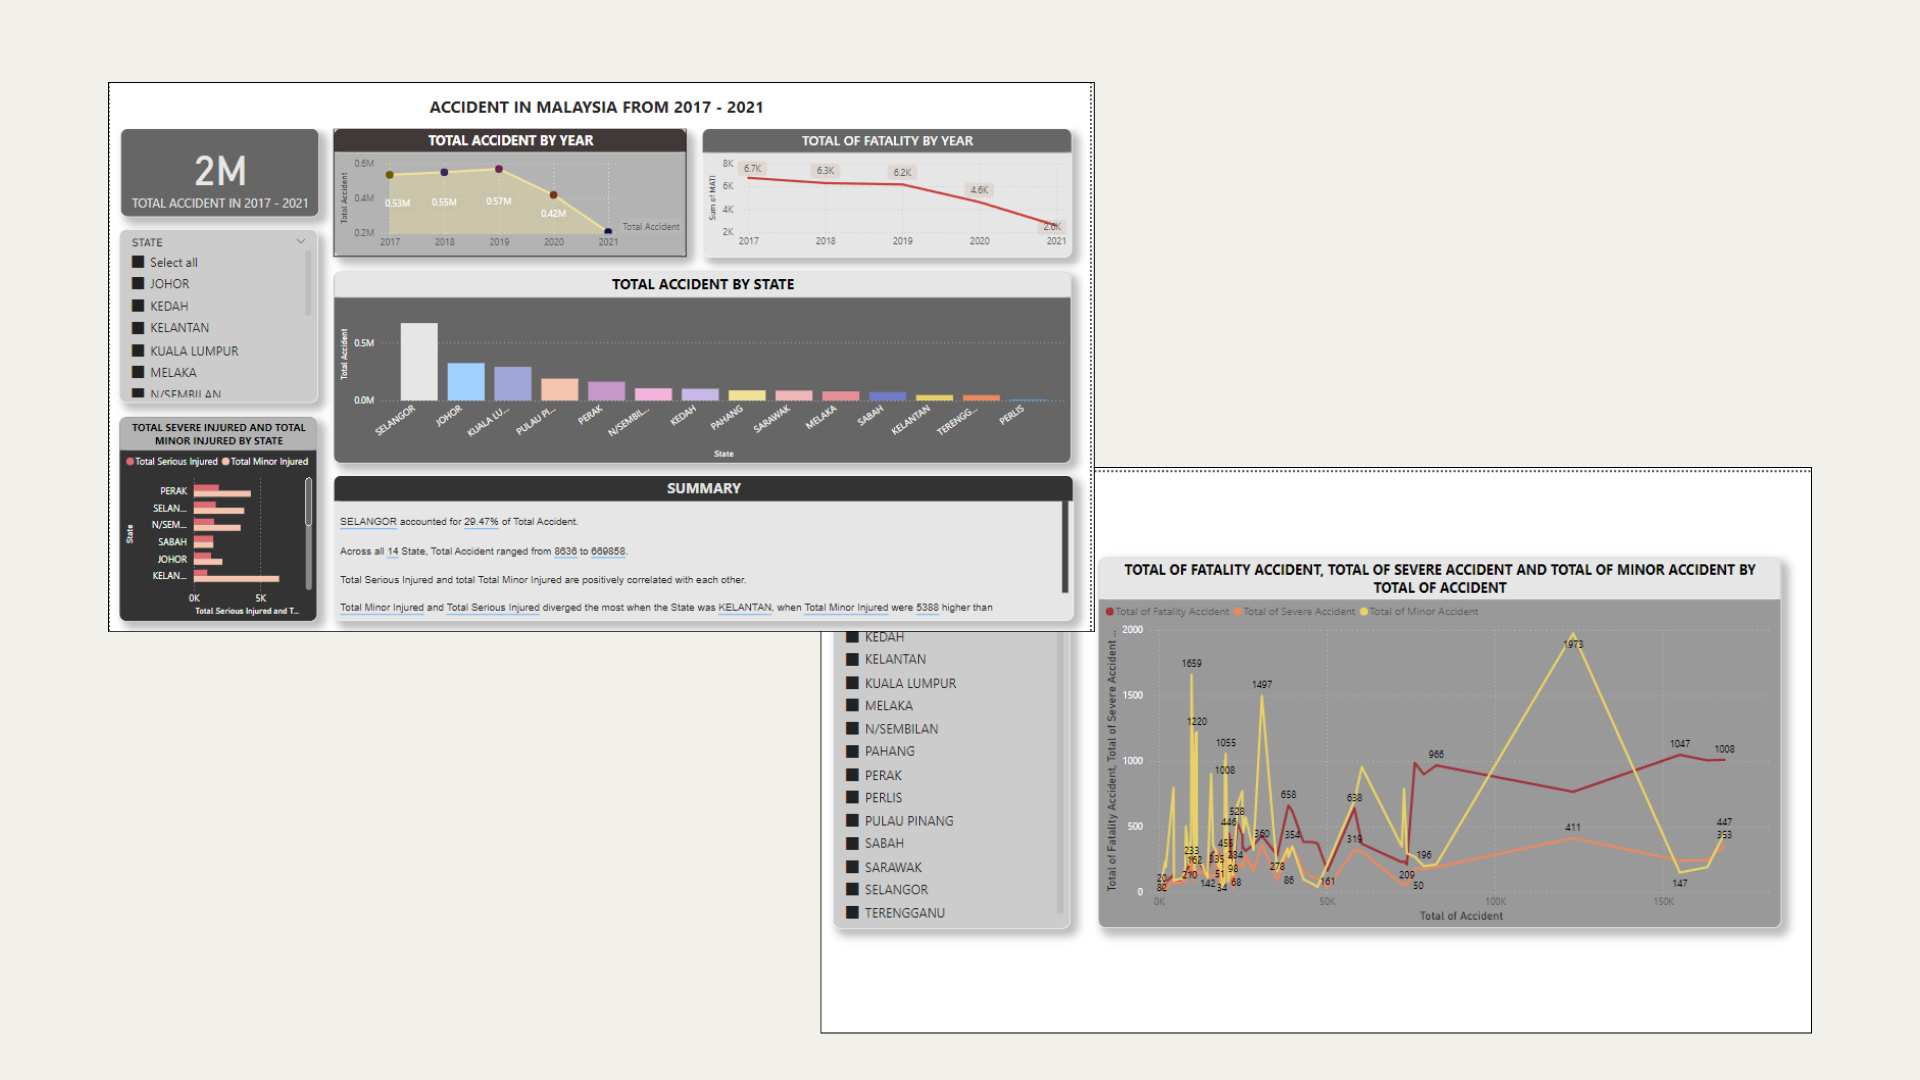 ACCIDENT IN MALAYSIA FROM 2017 - 2021
2M
TOTAL ACCIDENT IN 2017 - 2021
STATE
Select all
JOHOR
KEDAH
KELANTAN
KUALA LUMPUR
MELAKA
N/SEMBILAN
TOTAL SEVERE INJURED AND TOTAL
MINOR INJURED BY STATE
Total Serious Injured Total Minor Injured
State
PERAK
SELAN...
N/SEM...
SABAH
JOHOR
KELAN...
0K 5K
Total Serious Injured and T...
TOTAL ACCIDENT BY YEAR
Total Accident
0.6M
0.4M
0.2M
0.53M 0.55M 0.57M 0.42M
Total Accident
2017 2018 2019 2020 2021
TOTAL OF FATALITY BY YEAR
Sum of MATI
8K
6K
4K
2K
6.7K 6.3K 6.2K 4.6K 2.6K
2017 2018 2019 2020 2021
TOTAL ACCIDENT BY STATE
Total Accident
0.5M
0.0M
SELANGOR JOHOR KUALA LU... PULAU PI... PERAK N/SEMBIL... KEDAH PAHANG SARAWAK MELAKA SABAH KELANTAN TERENGG... PERLIS
State
SUMMARY
SELANGOR accounted for 29.47% of Total Accident.
Across all 14 State, Total Accident ranged from 8636 to 669858.
Total Serious Injured and total Total Minor Injured are positively correlated with each other.
Total Minor Injured and Total Serious Injured diverged the most when the State was KELANTAN, when Total Minor Injured were 5388 higher than
KEDAH
KELANTAN
KUALA LUMPUR
MELAKA
N/SEMBILAN
PAHANG
PERAK
PERLIS
PULAU PINANG
SABAH
SARAWAK
SELANGOR
TERENGGANU
TOTAL OF FATALITY ACCIDENT, TOTAL OF SEVERE ACCIDENT AND TOTAL OF MINOR ACCIDENT BY
TOTAL OF ACCIDENT
Total of Fatality Accident Total of Severe Accident Total of Minor Accident
Total of Fatality Accident, Total of Severe Accident ...
2000
1500
1000
500
0
1973
1659
1497
1220
1055
1008
1047
1008
966
658
638
528
446
447
353
411
360
354
319
455
335
284
233
162
278
196
210
98
51
209
20
82
142
34
68
86
161
50
147
0K 50K 100K 150K
Total of Accident